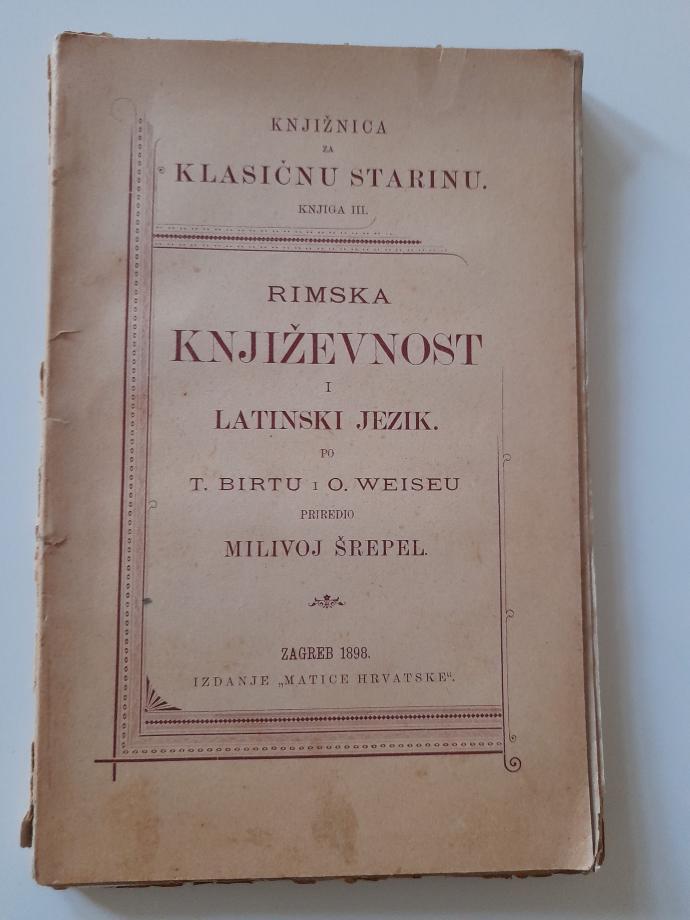 KNJIŽNICA
ZA
KLASIČNU STARINU.
KNJIGA III.
RIMSKA
KNJIŽEVNOST
I
LATINSKI JEZIK.
PO
T. BIRTU I O. WEISEU
PRIREDIO
MILIVOJ ŠREPEL.
ZAGREB 1898.
IZDANJE „MATICE HRVATSKE“.